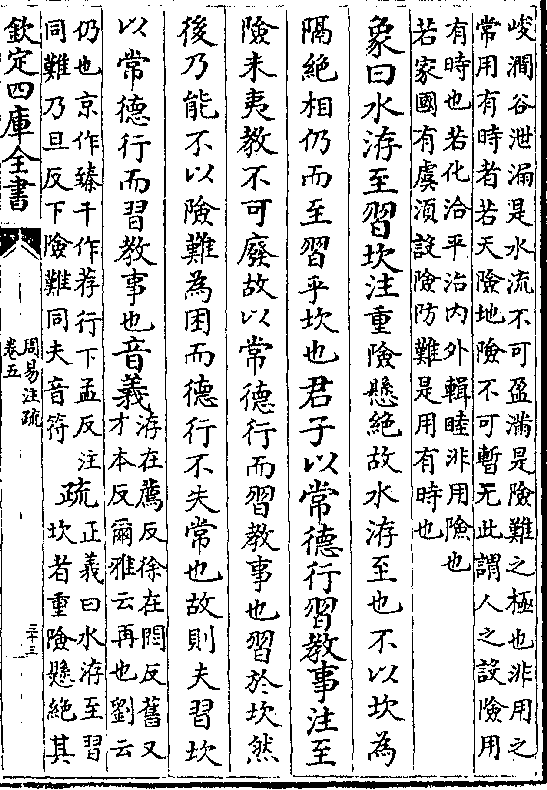 峻澗谷泄漏是水流不可盈滿是險難之極也非用之
常用有時者若天險地險不可暫无此謂人之設險用
有時也若化洽平治内外輯睦非用險也
若家國有虞須設險防難是用有時也
象曰水洊至習坎注重險懸絶故水洊至也不以坎為
隔絶相仍而至習乎坎也君子以常德行習教事注至
險未夷教不可廢故以常德行而習教事也習於坎然
後乃能不以險難為困而德行不失常也故則夫習坎
以常德行而習教事也音義
洊在薦反徐在悶反舊又
才本反爾雅云再也劉云
仍也京作臻干作荐行下孟反注
同難乃旦反下險難同夫音符
疏
正義曰水洊至習
坎者重險懸絶其
欽定四庫全書
周易注疏
卷五
三十三